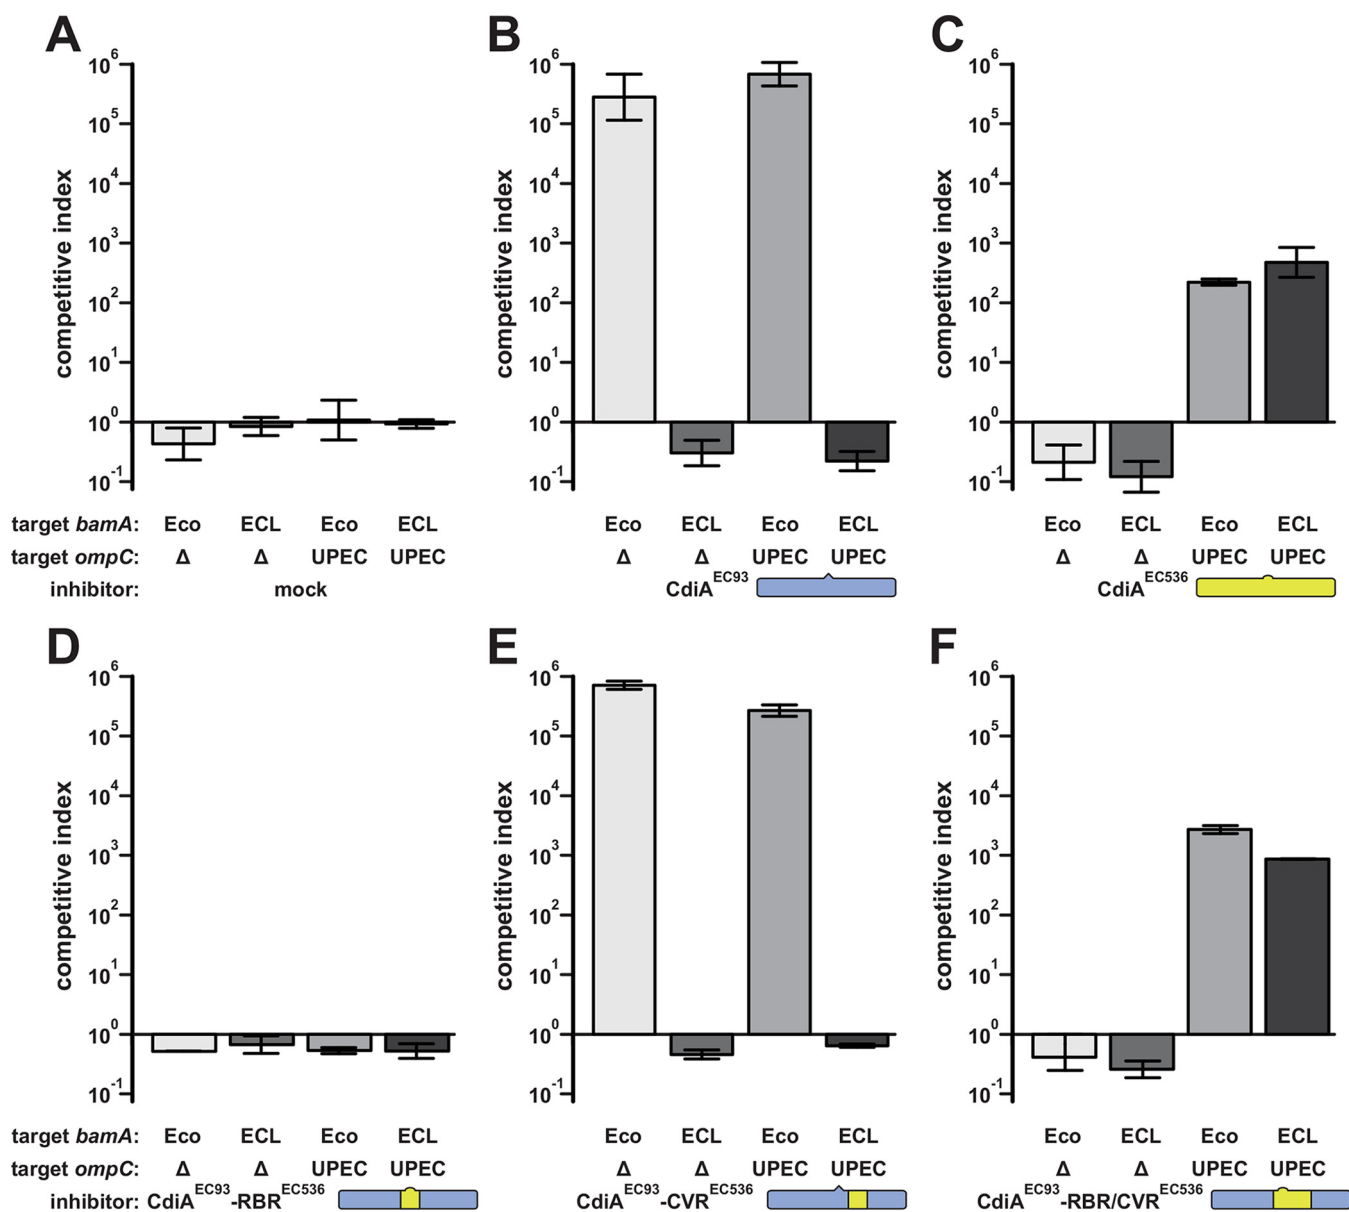 A
10^6
10^5
10^4
10^3
10^2
10^1
10^0
10^-1
competitive index
target bamA: Eco ECL Eco ECL
target ompC: Δ Δ UPEC UPEC
inhibitor: mock
B
10^6
10^5
10^4
10^3
10^2
10^1
10^0
10^-1
competitive index
Eco ECL Eco ECL
Δ Δ UPEC UPEC
CdiA^EC93
C
10^6
10^5
10^4
10^3
10^2
10^1
10^0
10^-1
competitive index
Eco ECL Eco ECL
Δ Δ UPEC UPEC
CdiA^EC536
D
10^6
10^5
10^4
10^3
10^2
10^1
10^0
10^-1
competitive index
target bamA: Eco ECL Eco ECL
target ompC: Δ Δ UPEC UPEC
inhibitor: CdiA^EC93-RBR^EC536
E
10^6
10^5
10^4
10^3
10^2
10^1
10^0
10^-1
competitive index
Eco ECL Eco ECL
Δ Δ UPEC UPEC
CdiA^EC93-CVR^EC536
F
10^6
10^5
10^4
10^3
10^2
10^1
10^0
10^-1
competitive index
Eco ECL Eco ECL
Δ Δ UPEC UPEC
CdiA^EC93-RBR/CVR^EC536